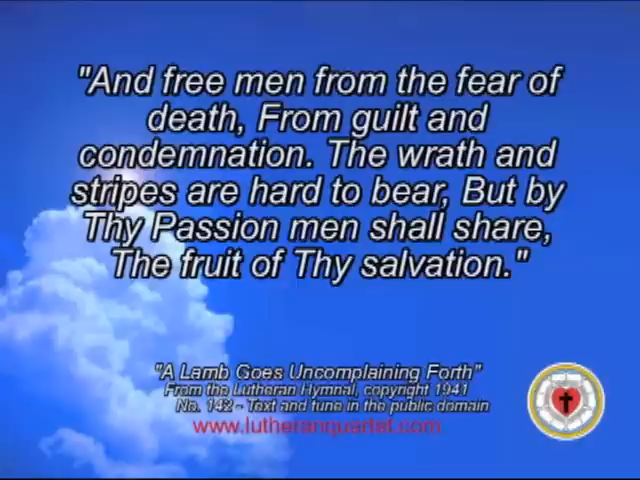 "And free men from the fear of
death, From guilt and
condemnation. The wrath and
stripes are hard to bear, But by
Thy Passion men shall share,
The fruit of Thy salvation."
"A Lamb Goes Uncomplaining Forth"
From the Lutheran Hymnal, copyright 1941
No. 142 - Text and tune in the public domain
www.lutheranquartet.com